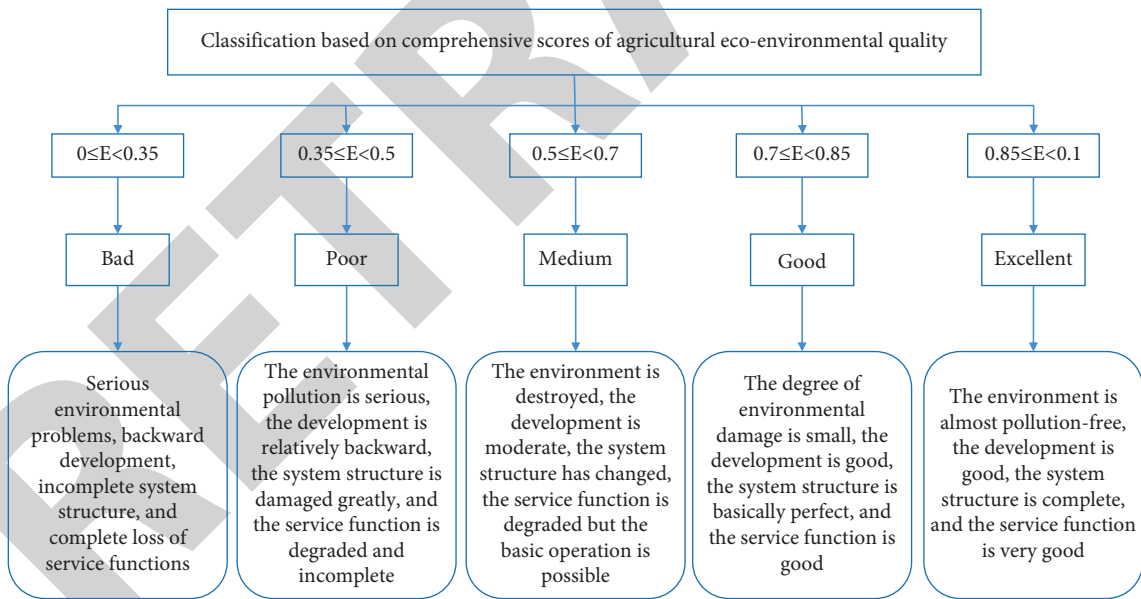 Classification based on comprehensive scores of agricultural eco-environmental quality
0≤E<0.35
0.35≤E<0.5
0.5≤E<0.7
0.7≤E<0.85
0.85≤E<0.1
Bad
Poor
Medium
Good
Excellent
Serious
environmental
problems, backward
development,
incomplete system
structure, and
complete loss of
service functions
The environmental
pollution is serious,
the development is
relatively backward,
the system structure is
damaged greatly, and
the service function is
degraded and
incomplete
The environment is
destroyed, the
development is
moderate, the system
structure has changed,
the service function is
degraded but the
basic operation is
possible
The degree of
environmental
damage is small, the
development is good,
the system structure is
basically perfect, and
the service function is
good
The environment is
almost pollution-free,
the development is
good, the system
structure is complete,
and the service function
is very good
RETRA